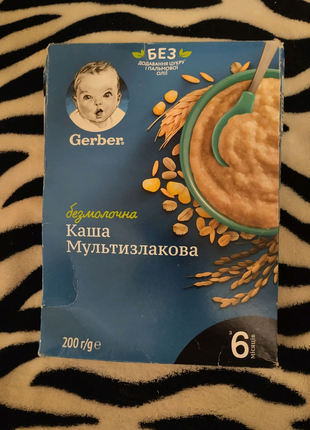 БЕЗ
ДОДАВАННЯ ЦУКРУ
І ПАЛЬМОВОЇ
ОЛІЇ
Gerber.
безмолочна
Каша
Мультизлакова
200 г/g e
з 6 місяців